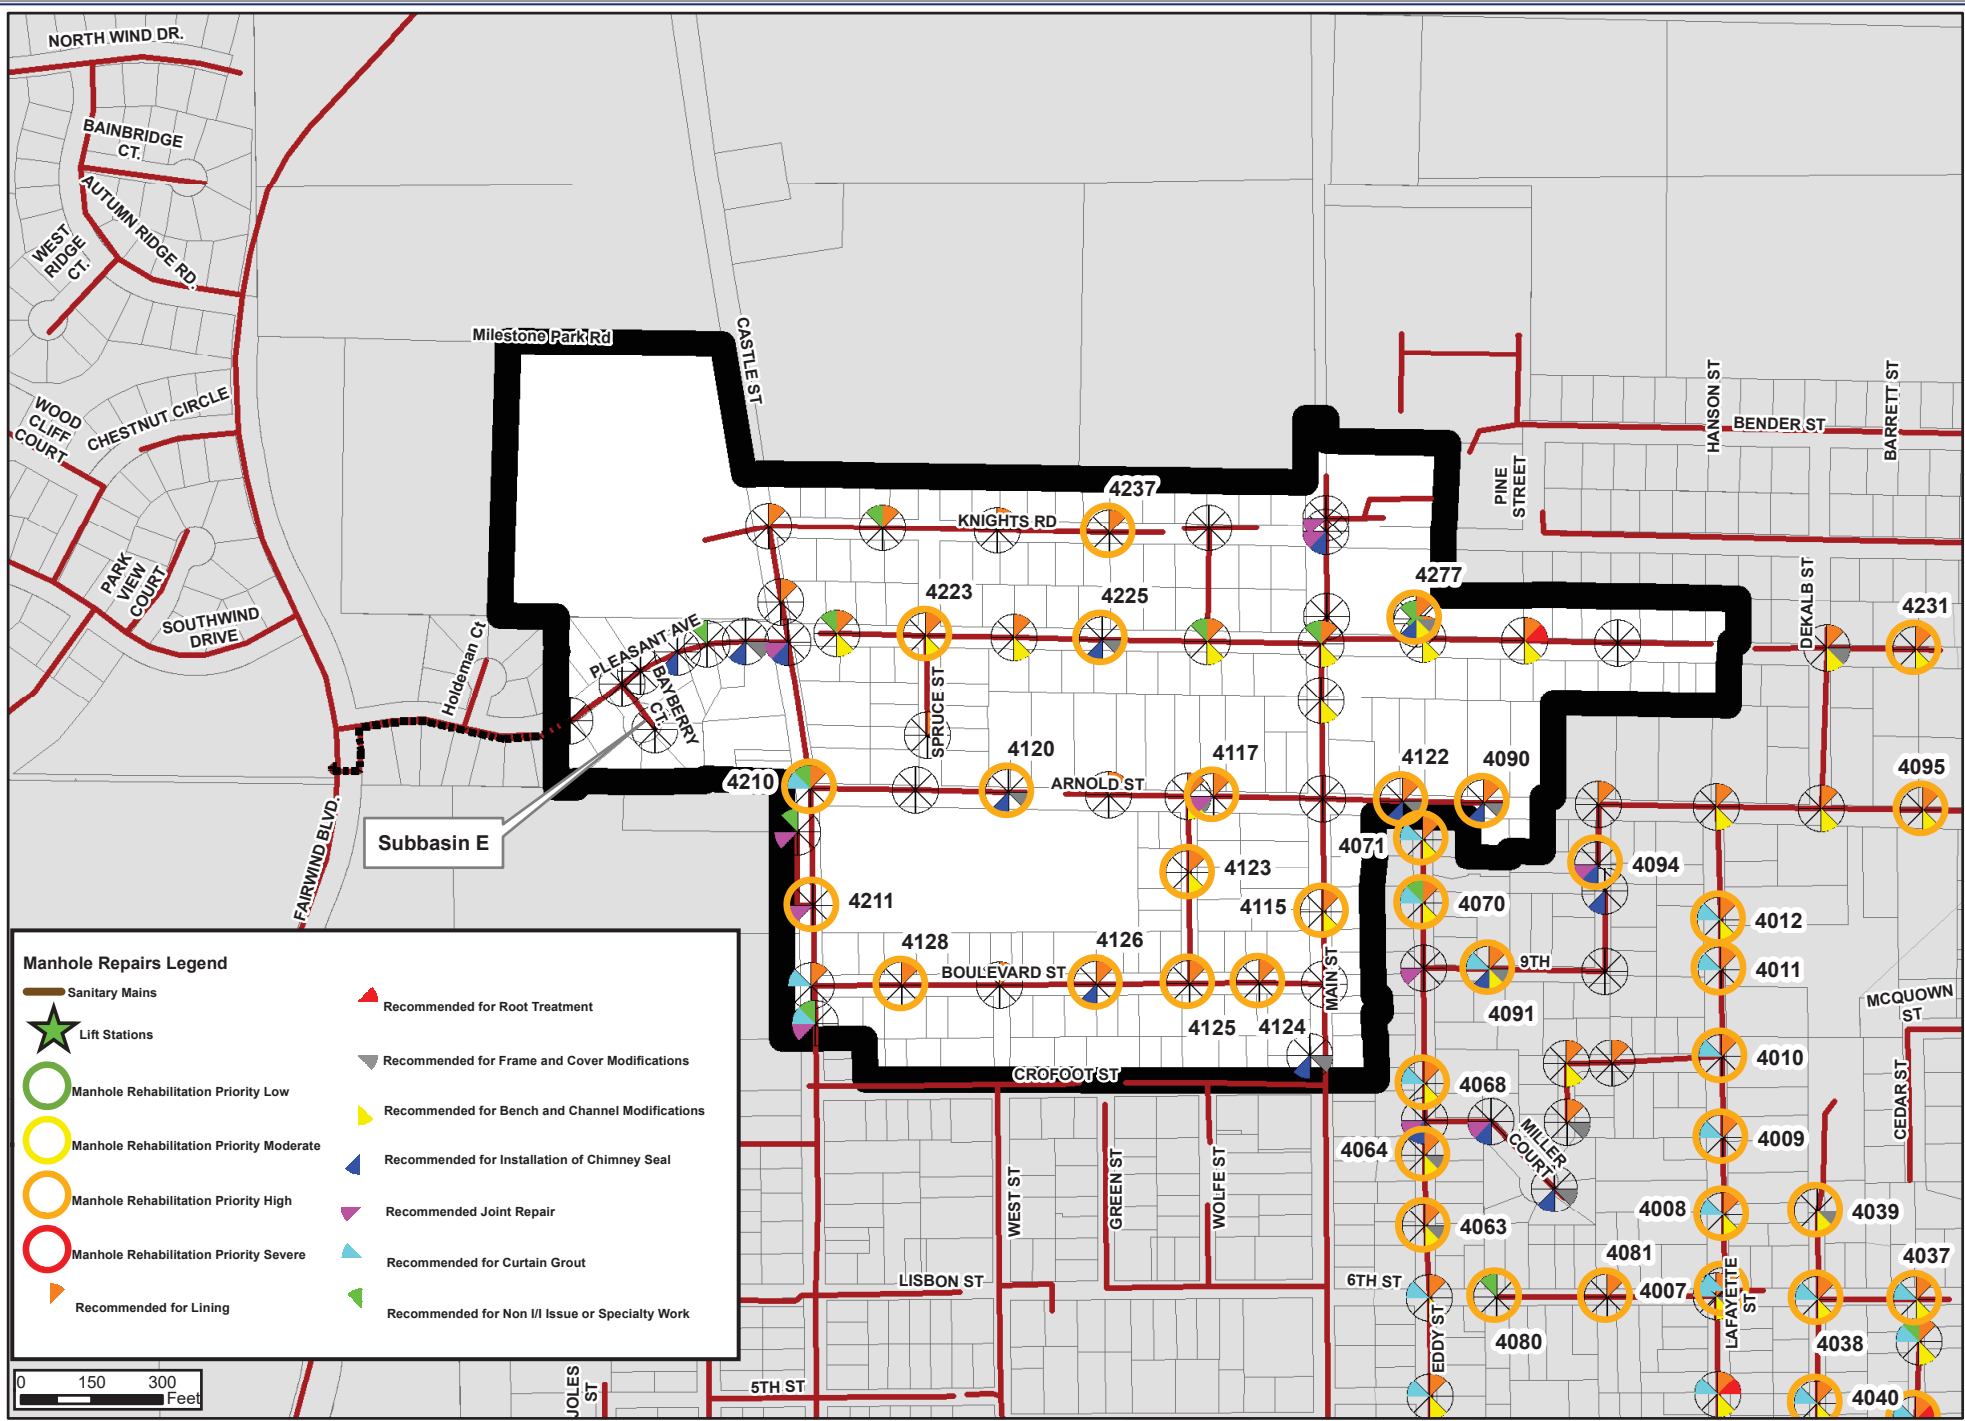 NORTH WIND DR.
BAINBRIDGE
CT.
AUTUMN RIDGE RD.
WEST
RIDGE
CT.
Milestone Park Rd
CASTLE ST
WOOD
CLIFF
COURT
CHESTNUT CIRCLE
PARK
VIEW
COURT
SOUTHWIND
DRIVE
Holdeman Ct
PLEASANT AVE
BAYBERRY
CT.
FAIRWIND BLVD.
Subbasin E
KNIGHTS RD
4237
4223
4225
4277
SPRUCE ST
4210
4120
ARNOLD ST
4117
4122
4090
4071
4211
4123
4115
4070
4094
4128
BOULEVARD ST
4126
4125
4124
MAIN ST
9TH
4091
CROFOOT ST
4068
4064
4063
MILLER
COURT
WEST ST
GREEN ST
WOLFE ST
LISBON ST
6TH ST
EDDY ST
4080
4081
4007
LAFAYETTE
ST
4008
4009
4010
4011
4012
4037
4038
4039
4040
CEDAR ST
MCQUOWN
ST
4095
4231
DEKALB ST
PINE
STREET
HANSON ST
BENDER ST
BARRETT ST
JOLES
ST
5TH ST
Manhole Repairs Legend
Sanitary Mains
Lift Stations
Manhole Rehabilitation Priority Low
Manhole Rehabilitation Priority Moderate
Manhole Rehabilitation Priority High
Manhole Rehabilitation Priority Severe
Recommended for Lining
Recommended for Root Treatment
Recommended for Frame and Cover Modifications
Recommended for Bench and Channel Modifications
Recommended for Installation of Chimney Seal
Recommended Joint Repair
Recommended for Curtain Grout
Recommended for Non I/I Issue or Specialty Work
0 150 300
Feet